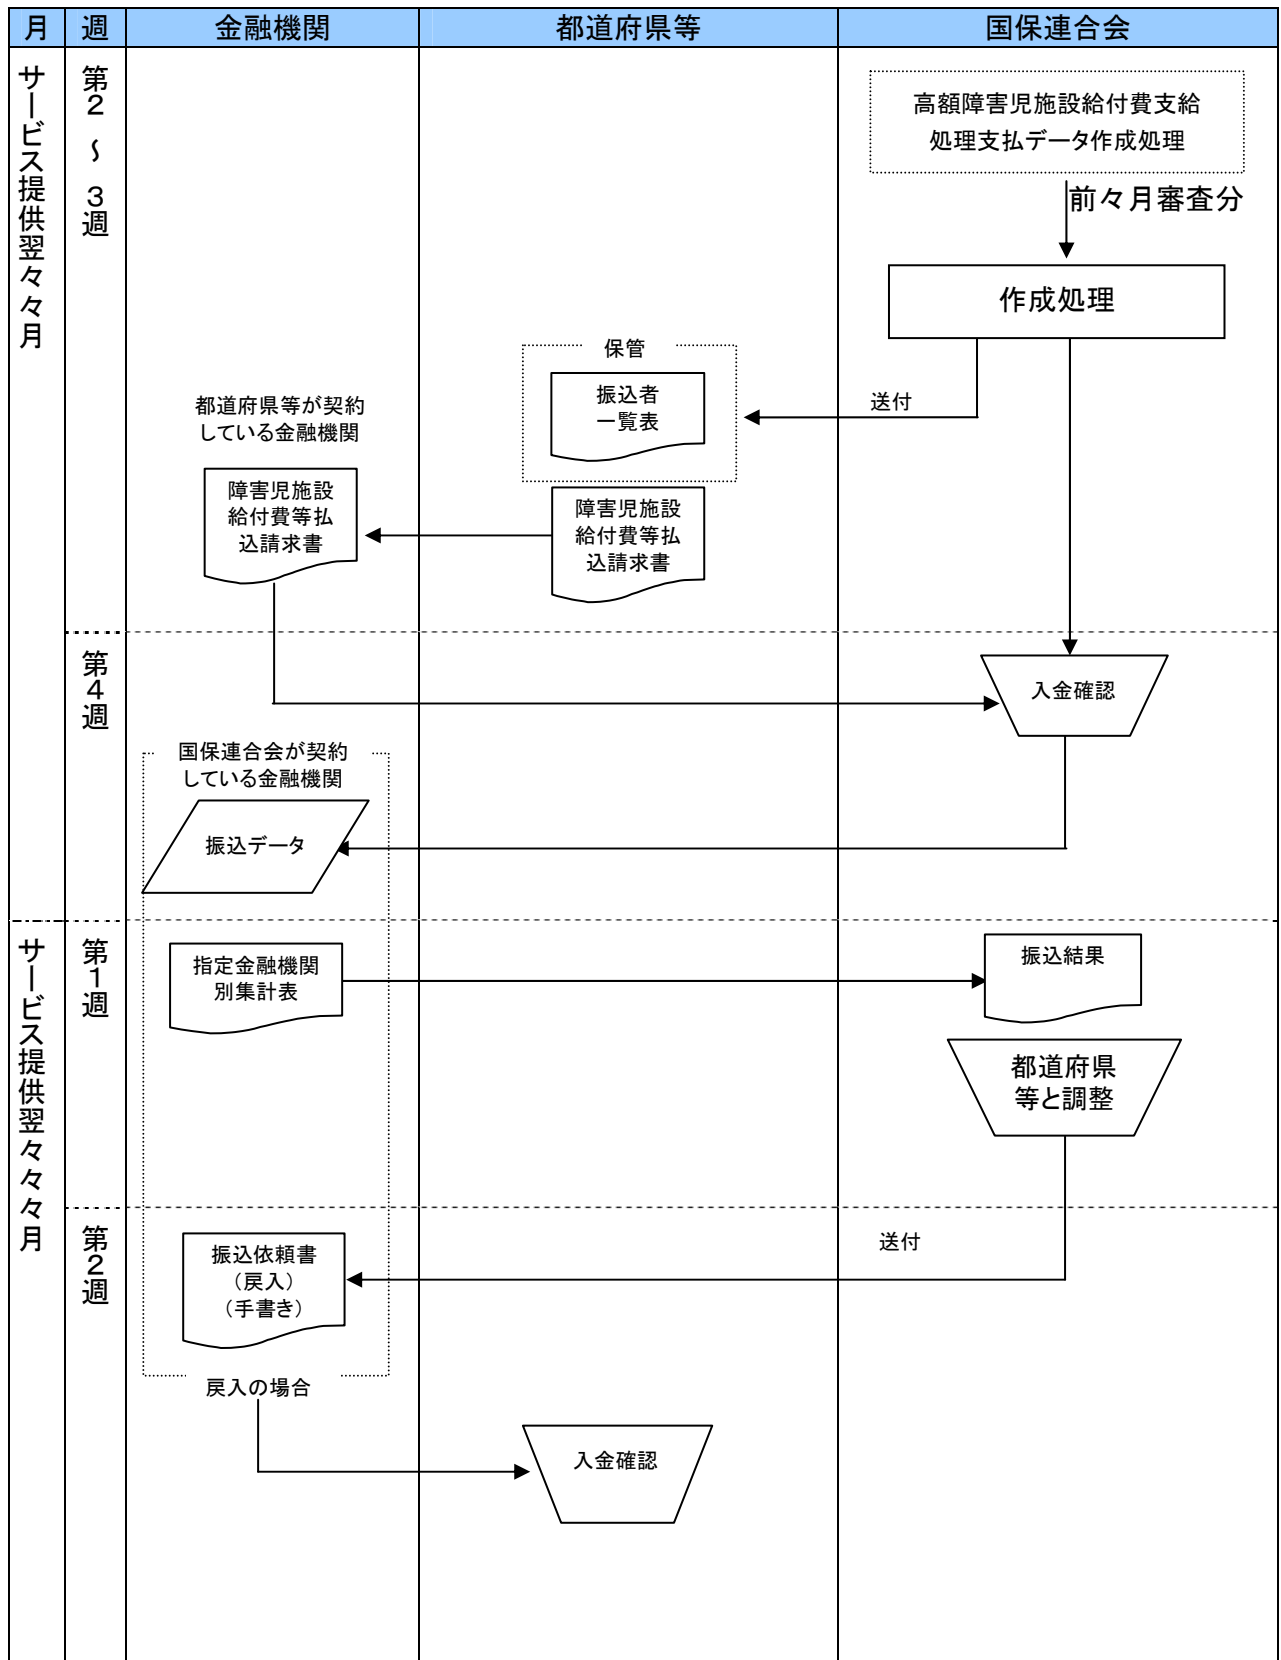 月 週 金融機関 都道府県等 国保連合会
サービス提供翌々月
第2～3週
高額障害児施設給付費支給
処理支払データ作成処理
前々月審査分
作成処理
保管
振込者
一覧表
送付
都道府県等が契約
している金融機関
障害児施設
給付費等払
込請求書
障害児施設
給付費等払
込請求書
第4週
入金確認
国保連合会が契約
している金融機関
振込データ
サービス提供翌々々月
第1週
指定金融機関
別集計表
振込結果
都道府県
等と調整
第2週
送付
振込依頼書
（戻入）
（手書き）
戻入の場合
入金確認